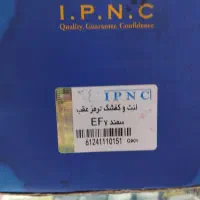 I.P.N.C
Quality. Guarantee. Confidence
IPNC
لنت و کفشک ترمز عقب
سمند EF7
61241110151